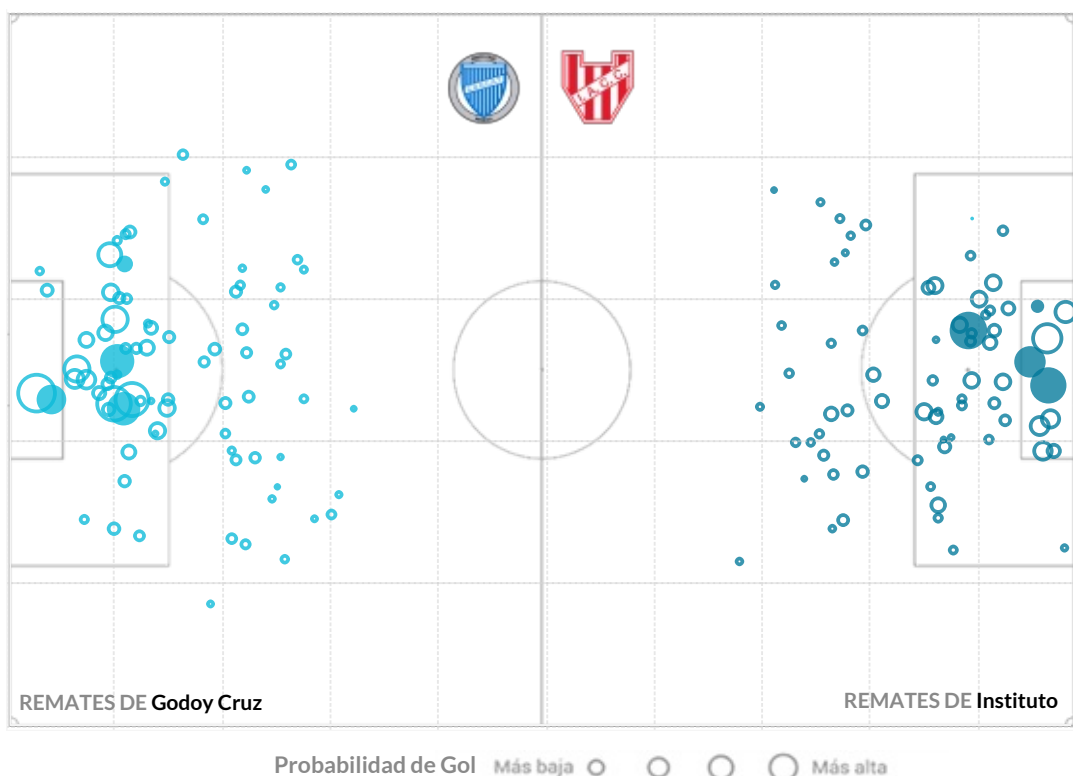 I.A.C.C.
REMATES DE Godoy Cruz
REMATES DE Instituto
Probabilidad de Gol Más baja Más alta